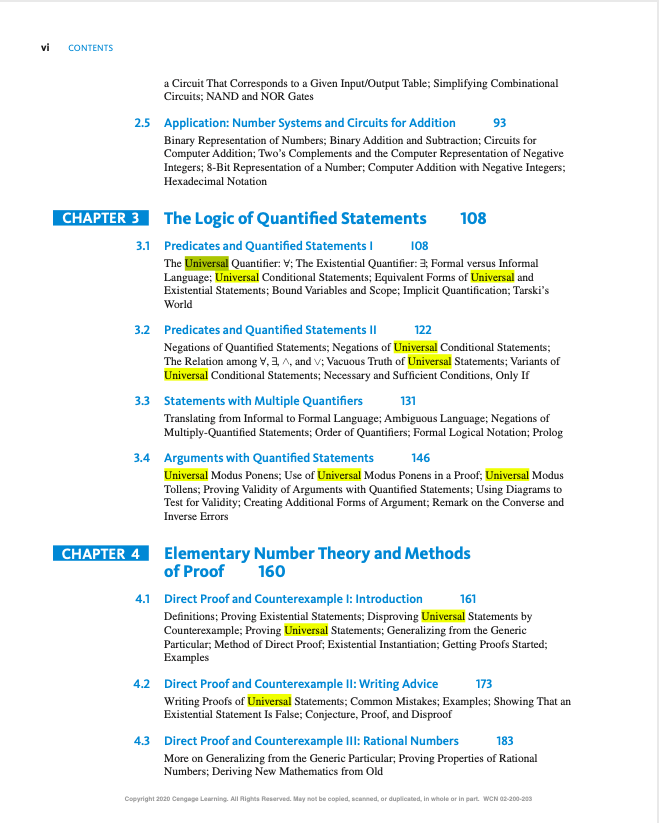 vi CONTENTS
a Circuit That Corresponds to a Given Input/Output Table; Simplifying Combinational
Circuits; NAND and NOR Gates
2.5 Application: Number Systems and Circuits for Addition 93
Binary Representation of Numbers; Binary Addition and Subtraction; Circuits for
Computer Addition; Two's Complements and the Computer Representation of Negative
Integers; 8-Bit Representation of a Number; Computer Addition with Negative Integers;
Hexadecimal Notation
CHAPTER 3 The Logic of Quantified Statements 108
3.1 Predicates and Quantified Statements I 108
The Universal Quantifier: ∀; The Existential Quantifier: ∃; Formal versus Informal
Language; Universal Conditional Statements; Equivalent Forms of Universal and
Existential Statements; Bound Variables and Scope; Implicit Quantification; Tarski's
World
3.2 Predicates and Quantified Statements II 122
Negations of Quantified Statements; Negations of Universal Conditional Statements;
The Relation among ∀, ∃, ∧, and ∨; Vacuous Truth of Universal Statements; Variants of
Universal Conditional Statements; Necessary and Sufficient Conditions, Only If
3.3 Statements with Multiple Quantifiers 131
Translating from Informal to Formal Language; Ambiguous Language; Negations of
Multiply-Quantified Statements; Order of Quantifiers; Formal Logical Notation; Prolog
3.4 Arguments with Quantified Statements 146
Universal Modus Ponens; Use of Universal Modus Ponens in a Proof; Universal Modus
Tollens; Proving Validity of Arguments with Quantified Statements; Using Diagrams to
Test for Validity; Creating Additional Forms of Argument; Remark on the Converse and
Inverse Errors
CHAPTER 4 Elementary Number Theory and Methods
of Proof 160
4.1 Direct Proof and Counterexample I: Introduction 161
Definitions; Proving Existential Statements; Disproving Universal Statements by
Counterexample; Proving Universal Statements; Generalizing from the Generic
Particular; Method of Direct Proof; Existential Instantiation; Getting Proofs Started;
Examples
4.2 Direct Proof and Counterexample II: Writing Advice 173
Writing Proofs of Universal Statements; Common Mistakes; Examples; Showing That an
Existential Statement Is False; Conjecture, Proof, and Disproof
4.3 Direct Proof and Counterexample III: Rational Numbers 183
More on Generalizing from the Generic Particular; Proving Properties of Rational
Numbers; Deriving New Mathematics from Old
Copyright 2020 Cengage Learning. All Rights Reserved. May not be copied, scanned, or duplicated, in whole or in part. WCN 02-200-203